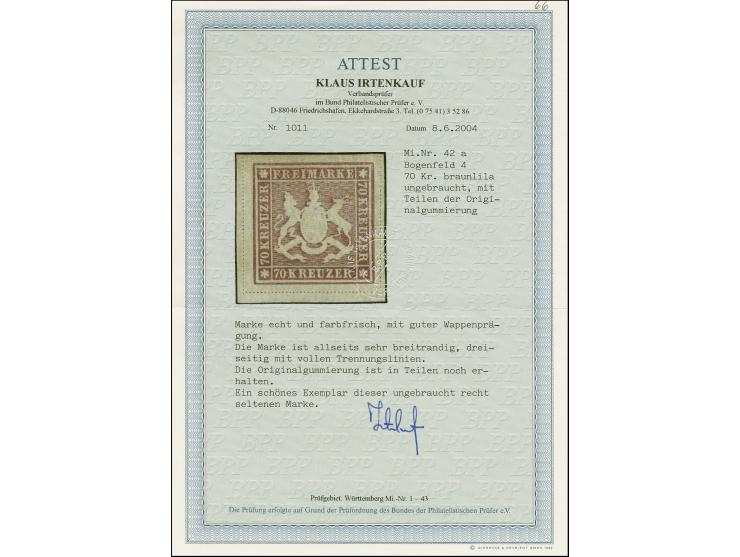 66
ATTEST
KLAUS IRTENKAUF
Verbandsprüfer
im Bund Philatelistischer Prüfer e. V.
D-88046 Friedrichshafen, Ekkehardstraße 3. Tel. (0 75 41) 3 52 86
Nr. 1011 Datum 8.6.2004
Mi.Nr. 42 a
Bogenfeld 4
70 Kr. braunlila
ungebraucht, mit
Teilen der Origi-
nalgummierung
FREIMARKE
70 KREUZER
70 KREUZER
70 KREUZER
Marke echt und farbfrisch, mit guter Wappenprä-
gung.
Die Marke ist allseits sehr breitrandig, drei-
seitig mit vollen Trennungslinien.
Die Originalgummierung ist in Teilen noch er-
halten.
Ein schönes Exemplar dieser ungebraucht recht
seltenen Marke.
Prüfgebiet: Württemberg Mi.-Nr. 1 – 43
Die Prüfung erfolgte auf Grund der Prüfordnung des Bundes der Philatelistischen Prüfer e.V.